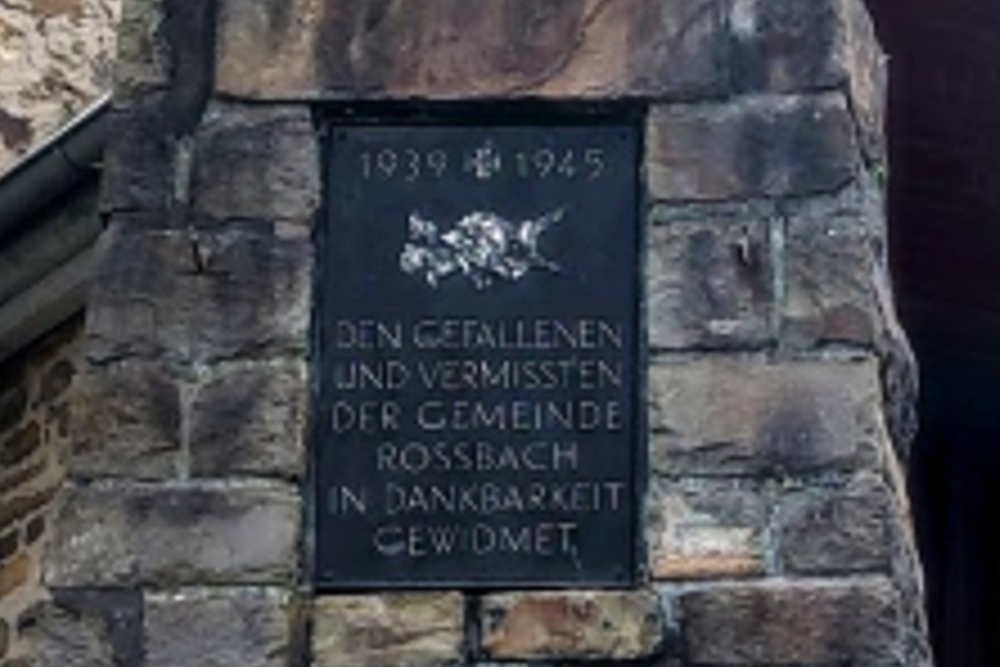 1939 1945
DEN GEFALLENEN
UND VERMISSTEN
DER GEMEINDE
ROSSBACH
IN DANKBARKEIT
GEWIDMET